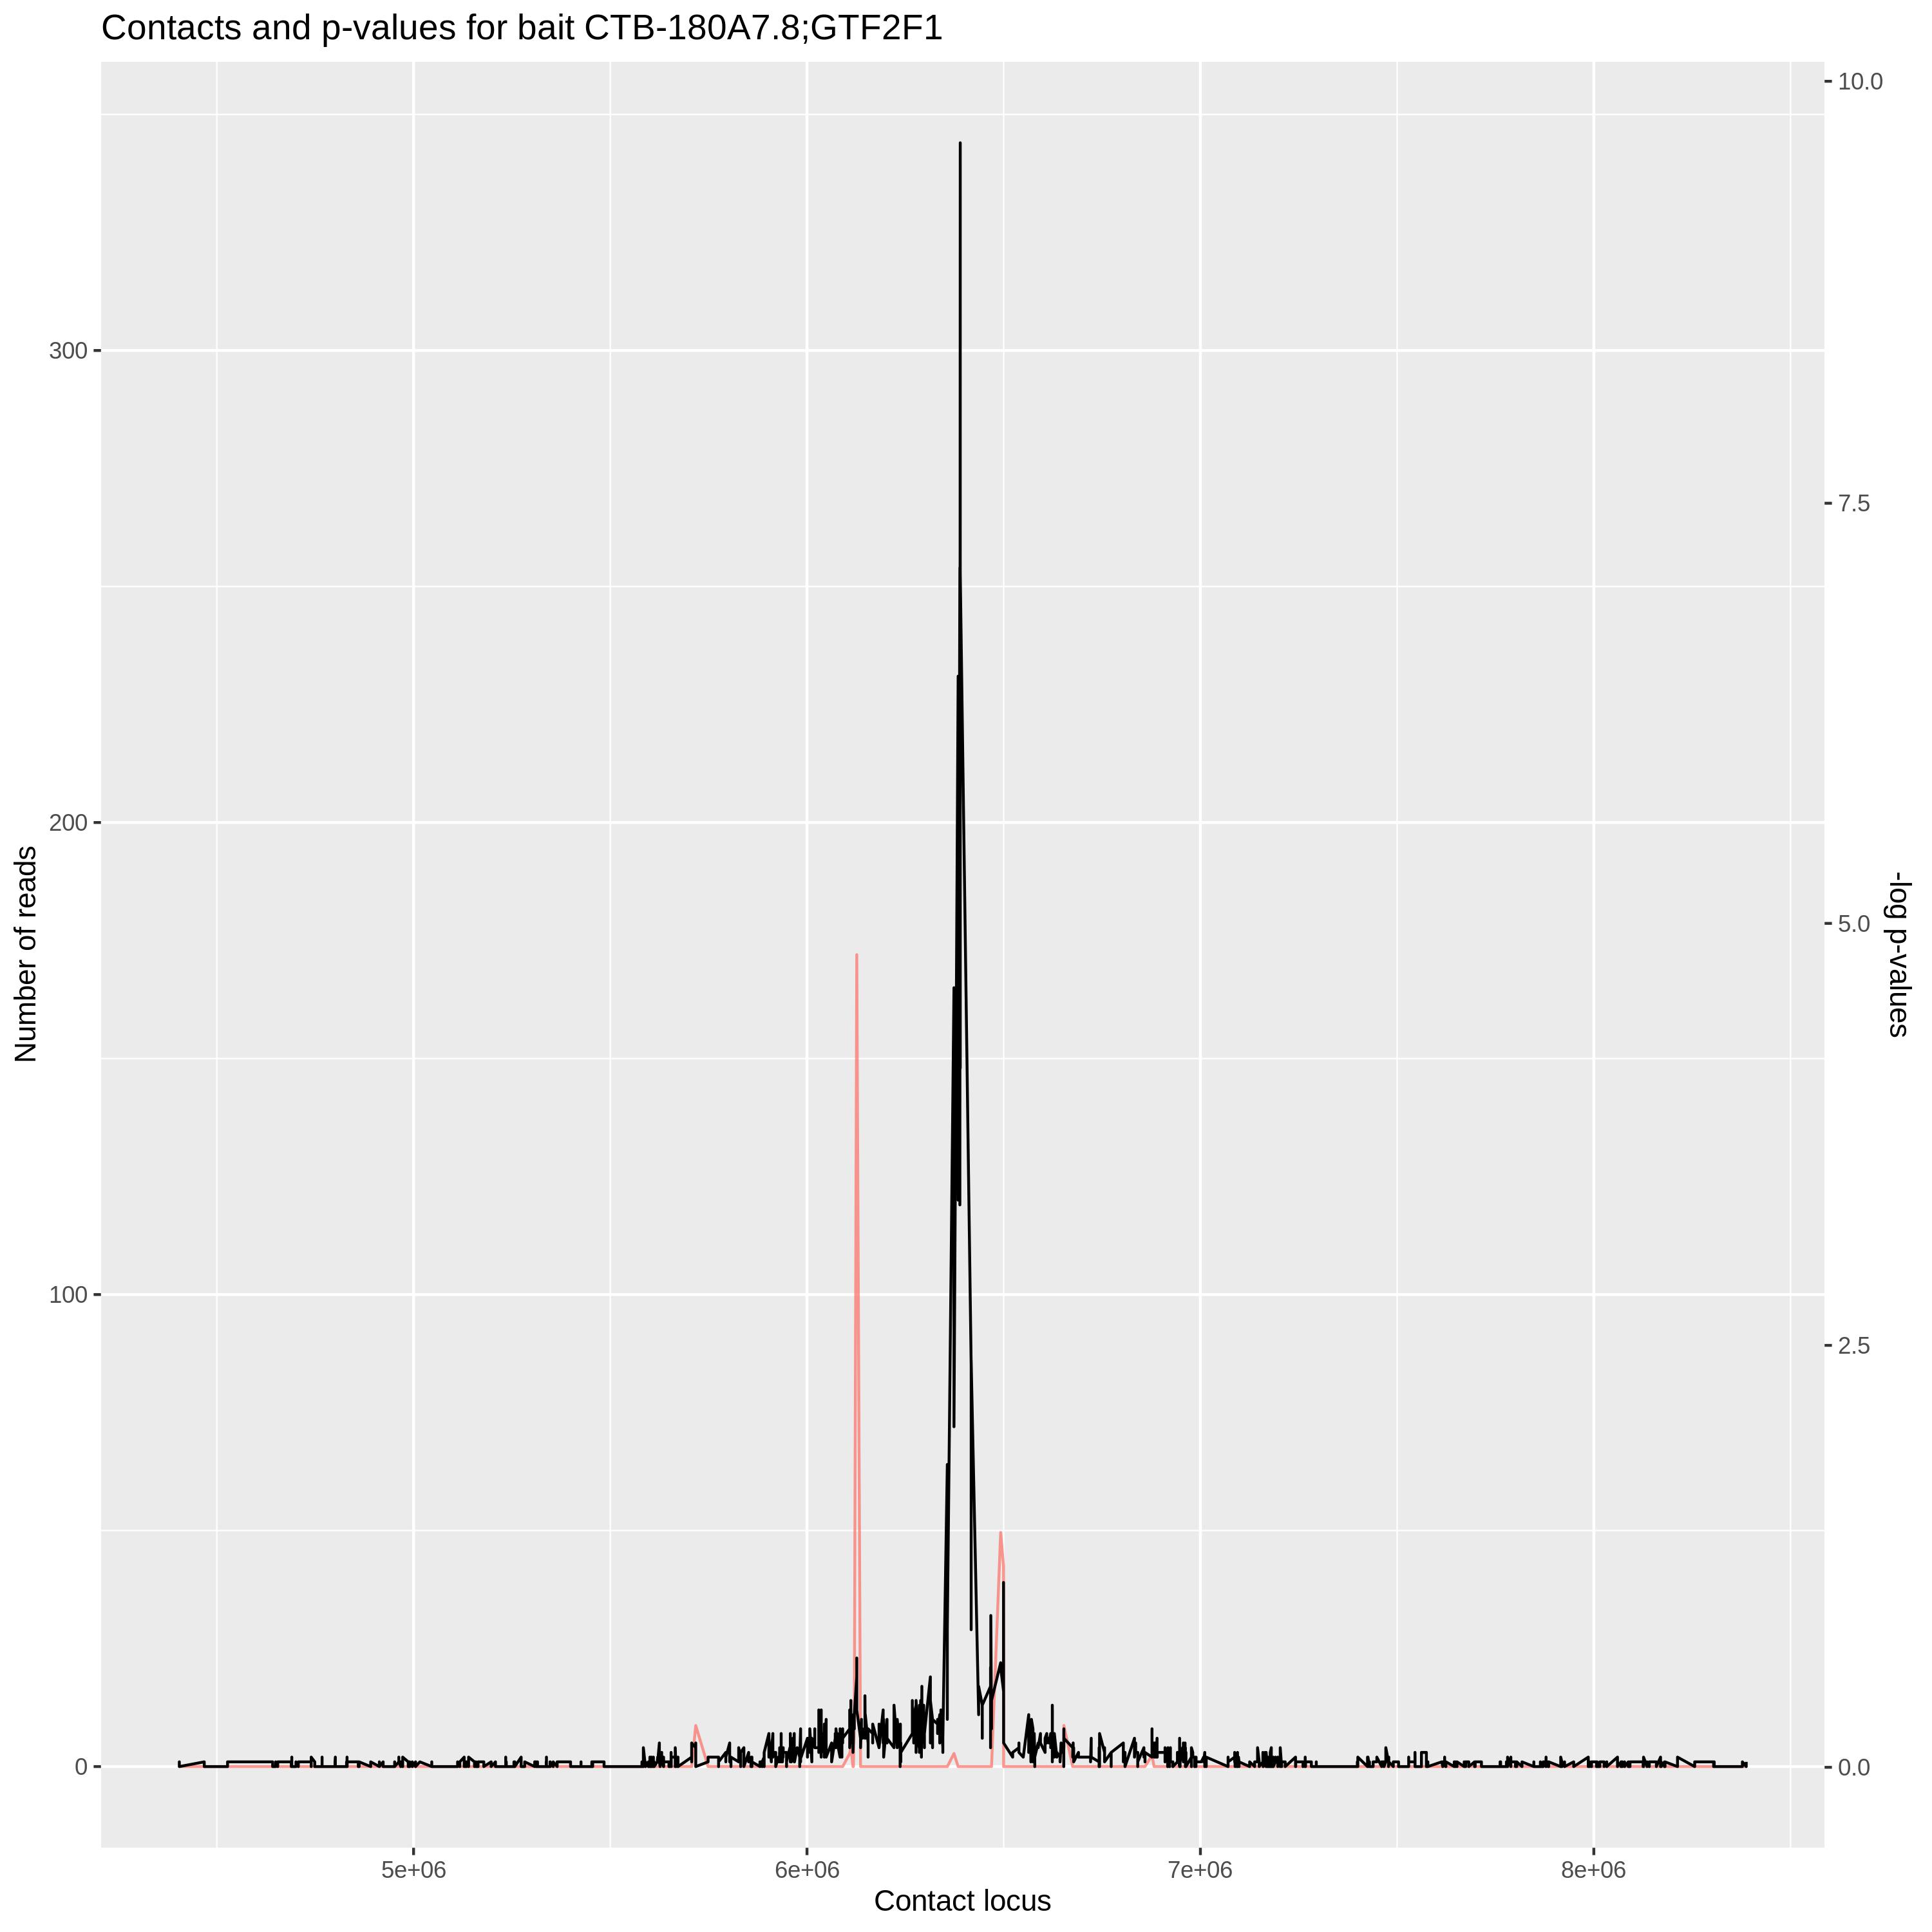 Contacts and p-values for bait CTB-180A7.8;GTF2F1
10.0
300
7.5
200
5.0
Number of reads
-log p-values
100
2.5
0
0.0
5e+06
6e+06
7e+06
8e+06
Contact locus